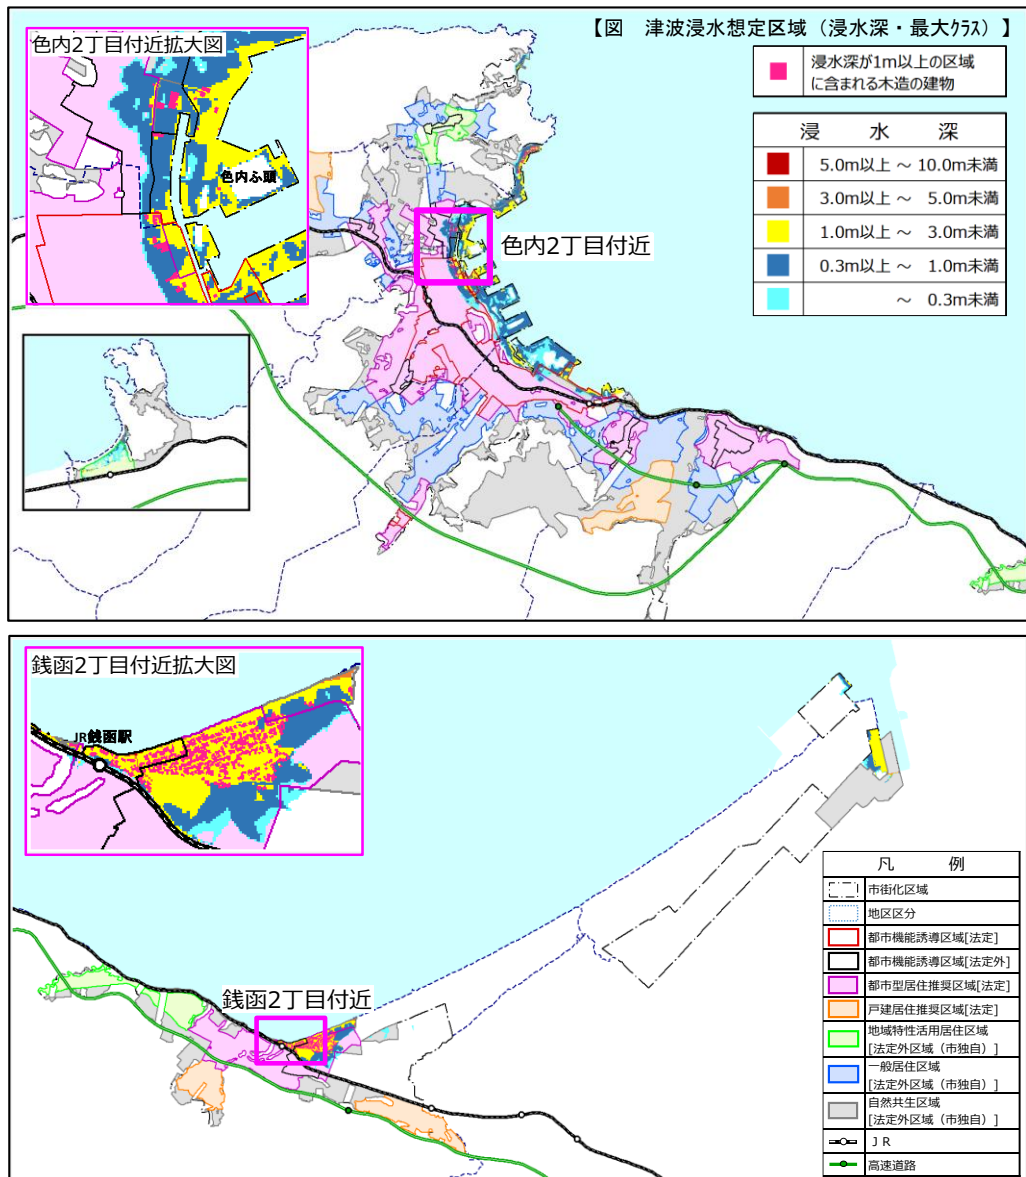 【図 津波浸水想定区域（浸水深・最大クラス）】
色内2丁目付近拡大図
浸水深が1m以上の区域
に含まれる木造の建物
浸 水 深
5.0m以上 ～ 10.0m未満
3.0m以上 ～ 5.0m未満
1.0m以上 ～ 3.0m未満
0.3m以上 ～ 1.0m未満
～ 0.3m未満
色内ふ頭
色内2丁目付近
銭函2丁目付近拡大図
JR銭函駅
銭函2丁目付近
凡 例
市街化区域
地区区分
都市機能誘導区域[法定]
都市機能誘導区域[法定外]
都市型居住推奨区域[法定]
戸建居住推奨区域[法定]
地域特性活用居住区域
[法定外区域（市独自）]
一般居住区域
[法定外区域（市独自）]
自然共生区域
[法定外区域（市独自）]
ＪＲ
高速道路